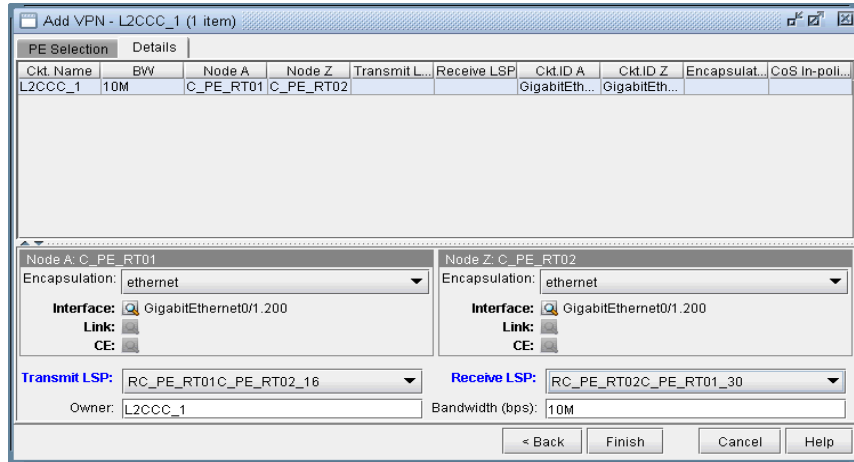 Add VPN - L2CCC_1 (1 item)
PE Selection Details
Ckt. Name BW Node A Node Z Transmit L... Receive LSP Ckt.ID A Ckt.ID Z Encapsulat... CoS In-poli...
L2CCC_1 10M C_PE_RT01 C_PE_RT02 GigabitEth... GigabitEth...
Node A: C_PE_RT01 Node Z: C_PE_RT02
Encapsulation: ethernet Encapsulation: ethernet
Interface: GigabitEthernet0/1.200 Interface: GigabitEthernet0/1.200
Link: Link:
CE: CE:
Transmit LSP: RC_PE_RT01C_PE_RT02_16 Receive LSP: RC_PE_RT02C_PE_RT01_30
Owner: L2CCC_1 Bandwidth (bps): 10M
< Back Finish Cancel Help